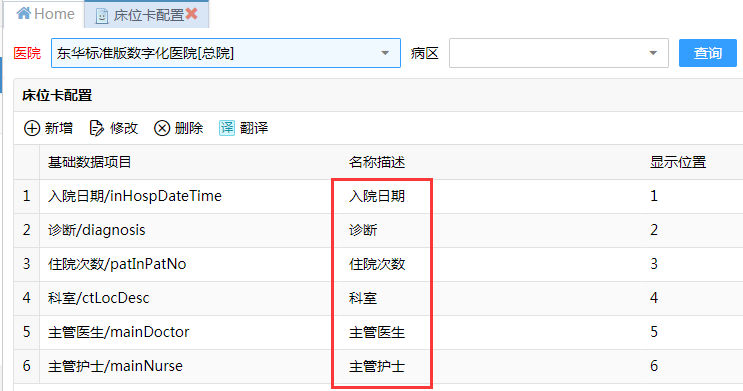 Home 床位卡配置
医院 东华标准版数字化医院[总院] 病区 查询
床位卡配置
新增 修改 删除 译 翻译
基础数据项目 名称描述 显示位置
1 入院日期/inHospDateTime 入院日期 1
2 诊断/diagnosis 诊断 2
3 住院次数/patInPatNo 住院次数 3
4 科室/ctLocDesc 科室 4
5 主管医生/mainDoctor 主管医生 5
6 主管护士/mainNurse 主管护士 6